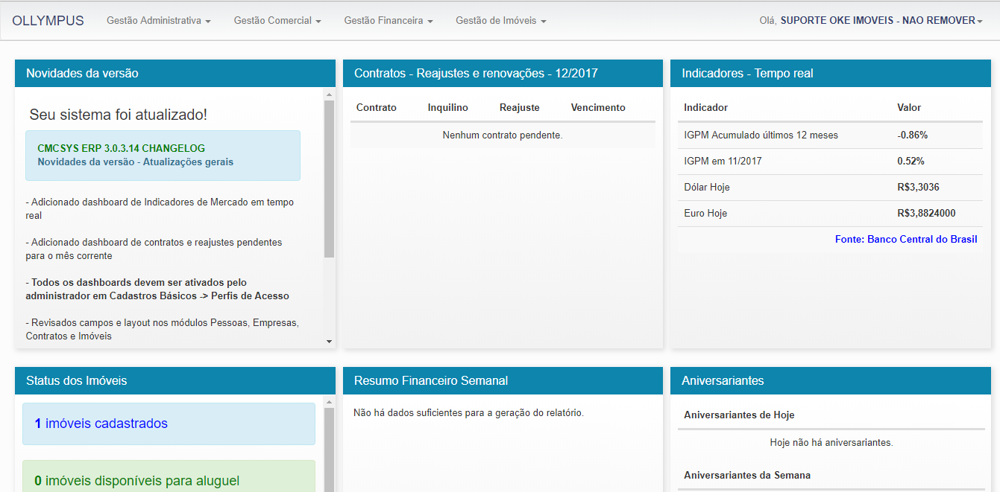 OLLYMPUS Gestão Administrativa Gestão Comercial Gestão Financeira Gestão de Imóveis Olá, SUPORTE OKE IMOVEIS - NAO REMOVER
Novidades da versão
Seu sistema foi atualizado!
CMCSYS ERP 3.0.3.14 CHANGELOG
Novidades da versão - Atualizações gerais
- Adicionado dashboard de Indicadores de Mercado em tempo
real
- Adicionado dashboard de contratos e reajustes pendentes
para o mês corrente
- Todos os dashboards devem ser ativados pelo
administrador em Cadastros Básicos -> Perfis de Acesso
- Revisados campos e layout nos módulos Pessoas, Empresas,
Contratos e Imóveis
Contratos - Reajustes e renovações - 12/2017
Contrato Inquilino Reajuste Vencimento
Nenhum contrato pendente.
Indicadores - Tempo real
Indicador Valor
IGPM Acumulado últimos 12 meses -0.86%
IGPM em 11/2017 0.52%
Dólar Hoje R$3,3036
Euro Hoje R$3,8824000
Fonte: Banco Central do Brasil
Status dos Imóveis
1 imóveis cadastrados
0 imóveis disponíveis para aluguel
Resumo Financeiro Semanal
Não há dados suficientes para a geração do relatório.
Aniversariantes
Aniversariantes de Hoje
Hoje não há aniversariantes.
Aniversariantes da Semana